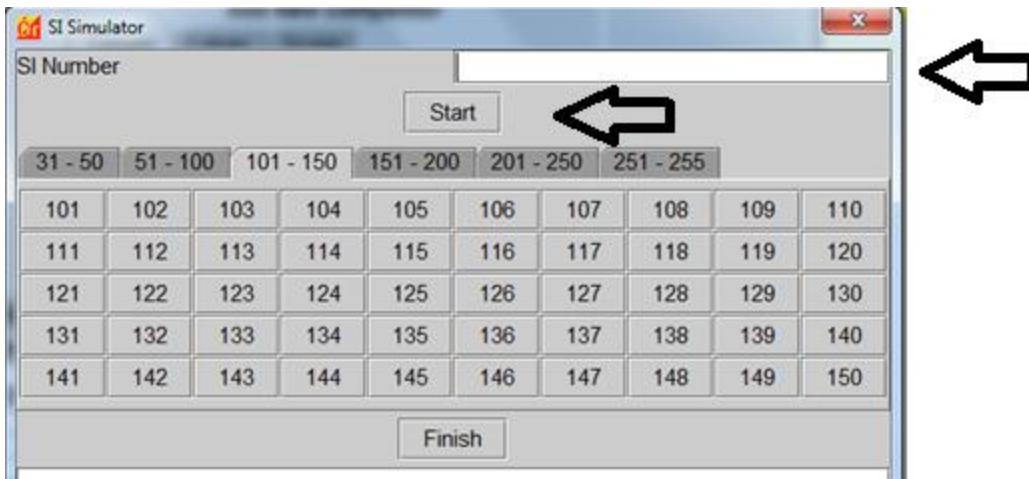 SI Simulator
SI Number
Start
31 - 50 51 - 100 101 - 150 151 - 200 201 - 250 251 - 255
101 102 103 104 105 106 107 108 109 110
111 112 113 114 115 116 117 118 119 120
121 122 123 124 125 126 127 128 129 130
131 132 133 134 135 136 137 138 139 140
141 142 143 144 145 146 147 148 149 150
Finish